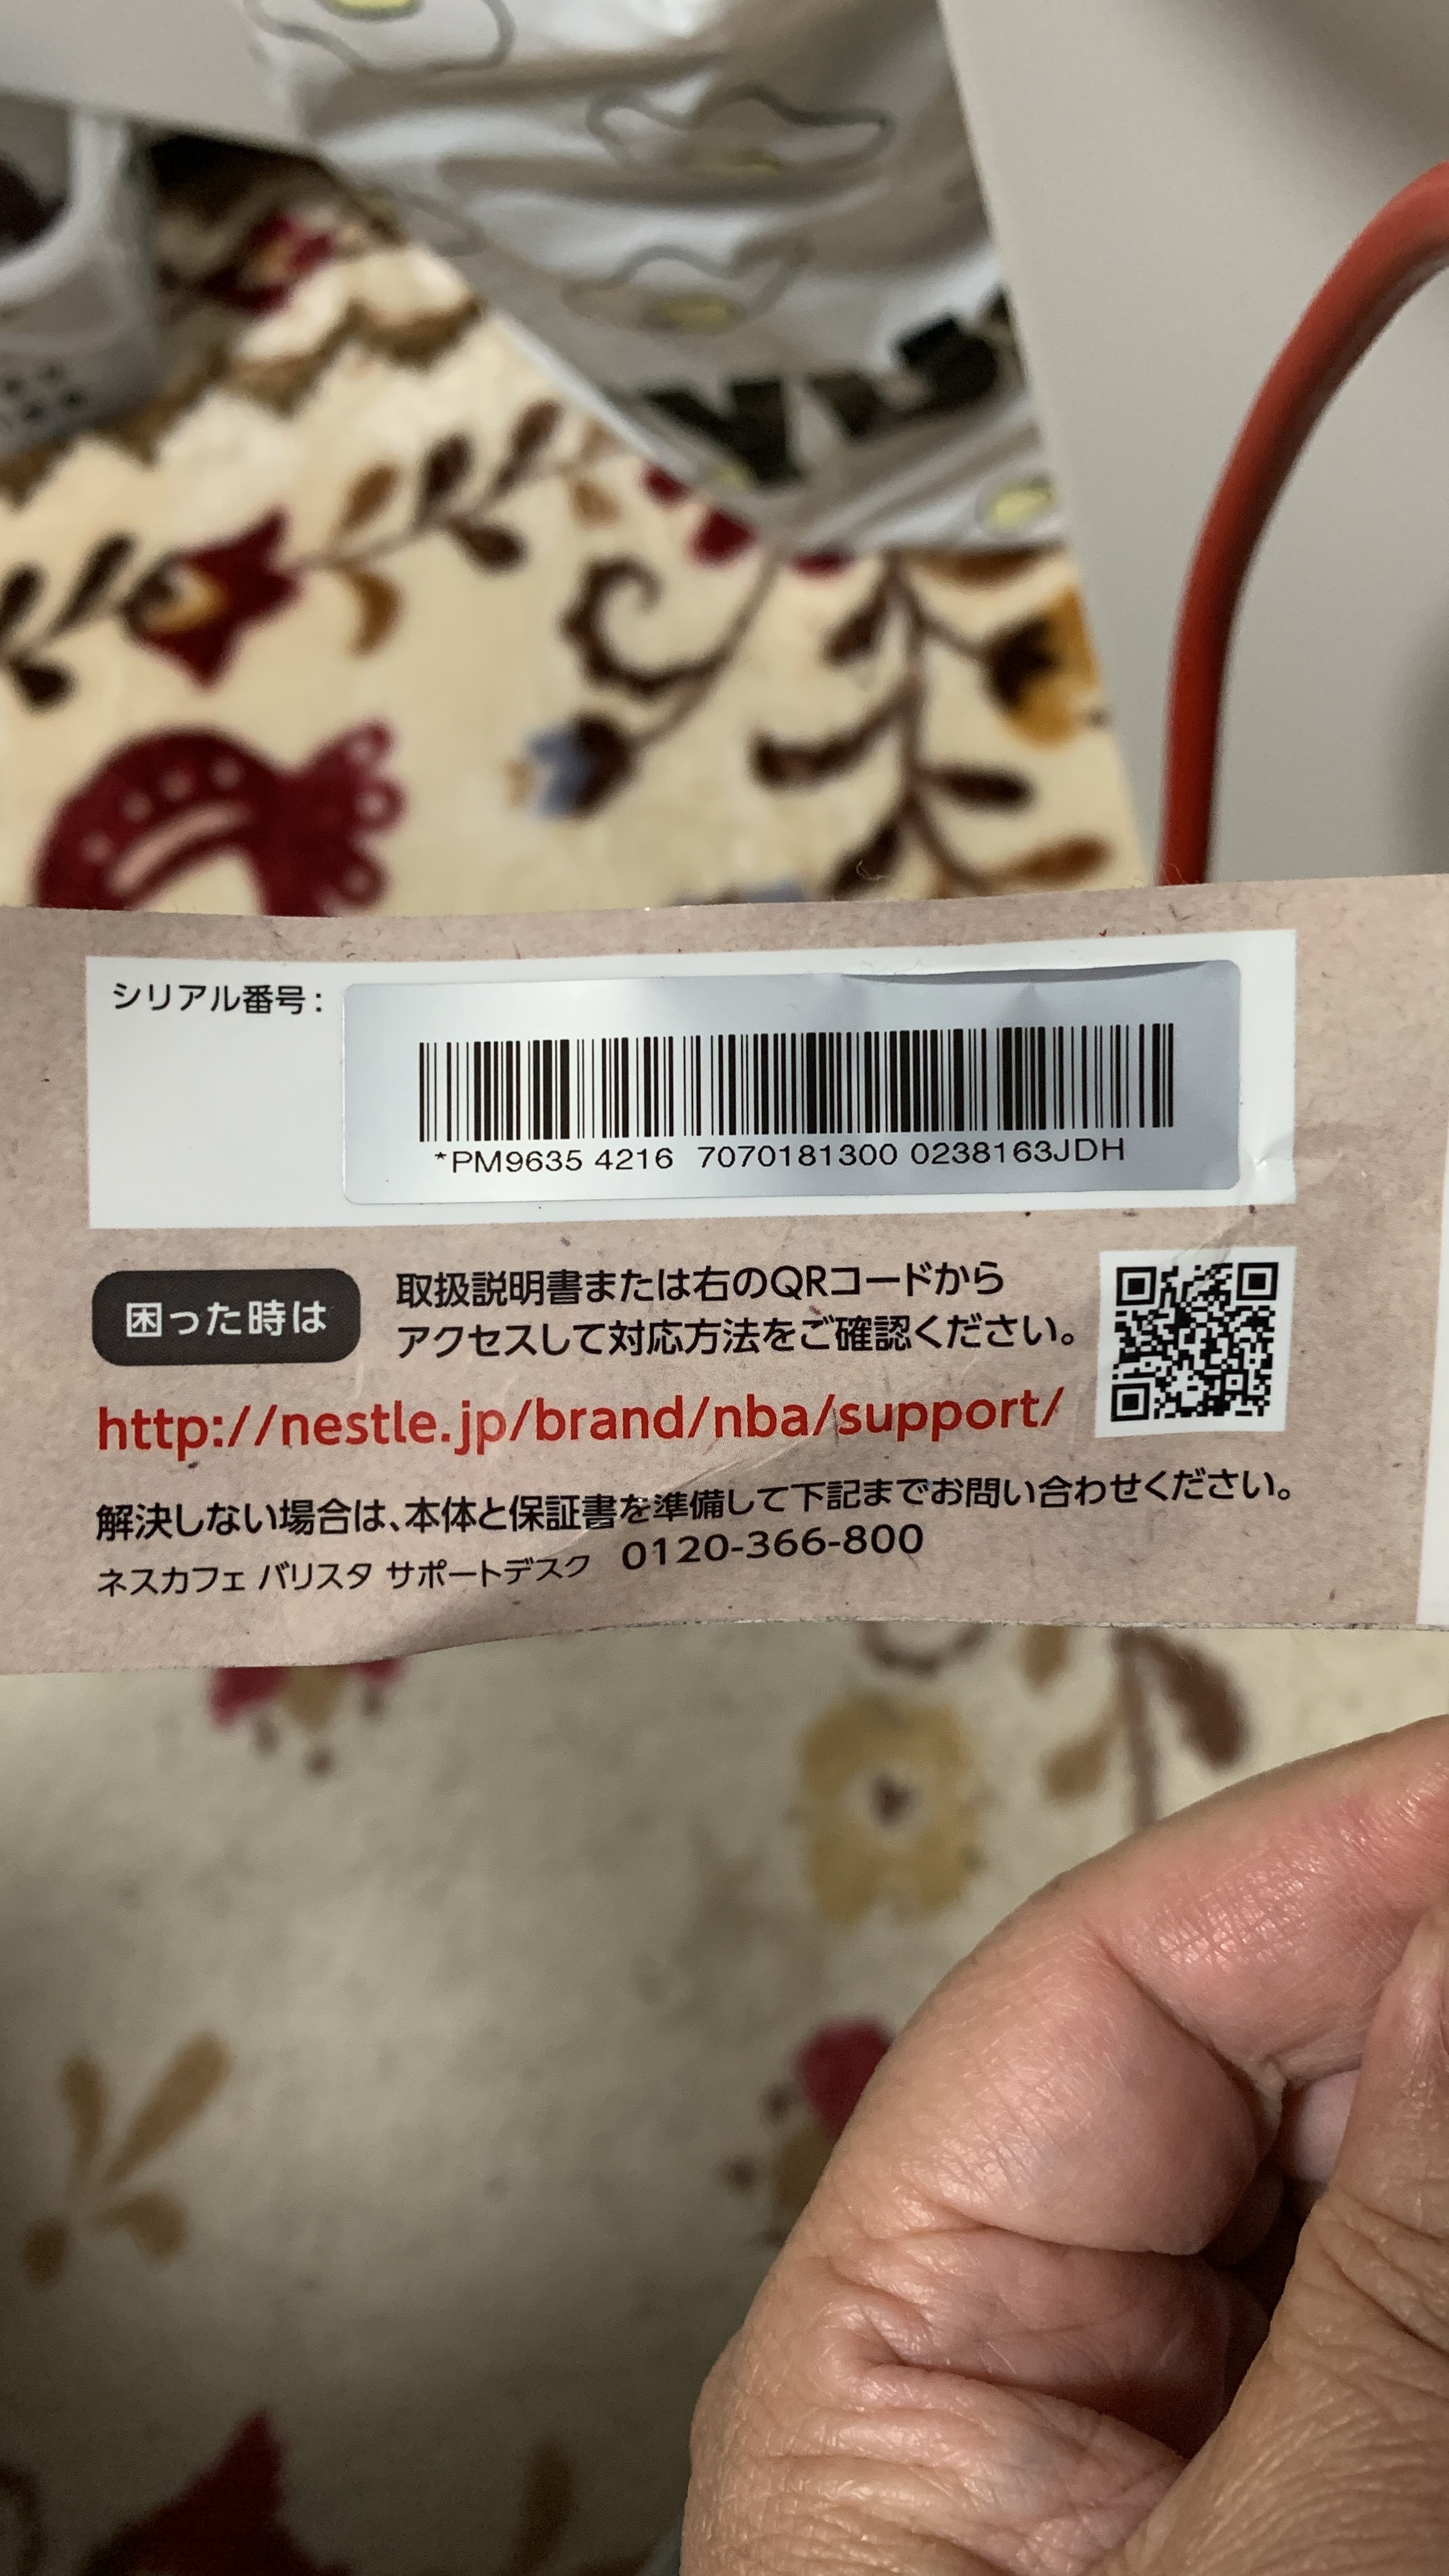 シリアル番号:
*PM9635 4216 7070181300 0238163JDH
困った時は
取扱説明書または右のQRコードから
アクセスして対応方法をご確認ください。
http://nestle.jp/brand/nba/support/
解決しない場合は、本体と保証書を準備して下記までお問い合わせください。
ネスカフェ バリスタ サポートデスク 0120-366-800